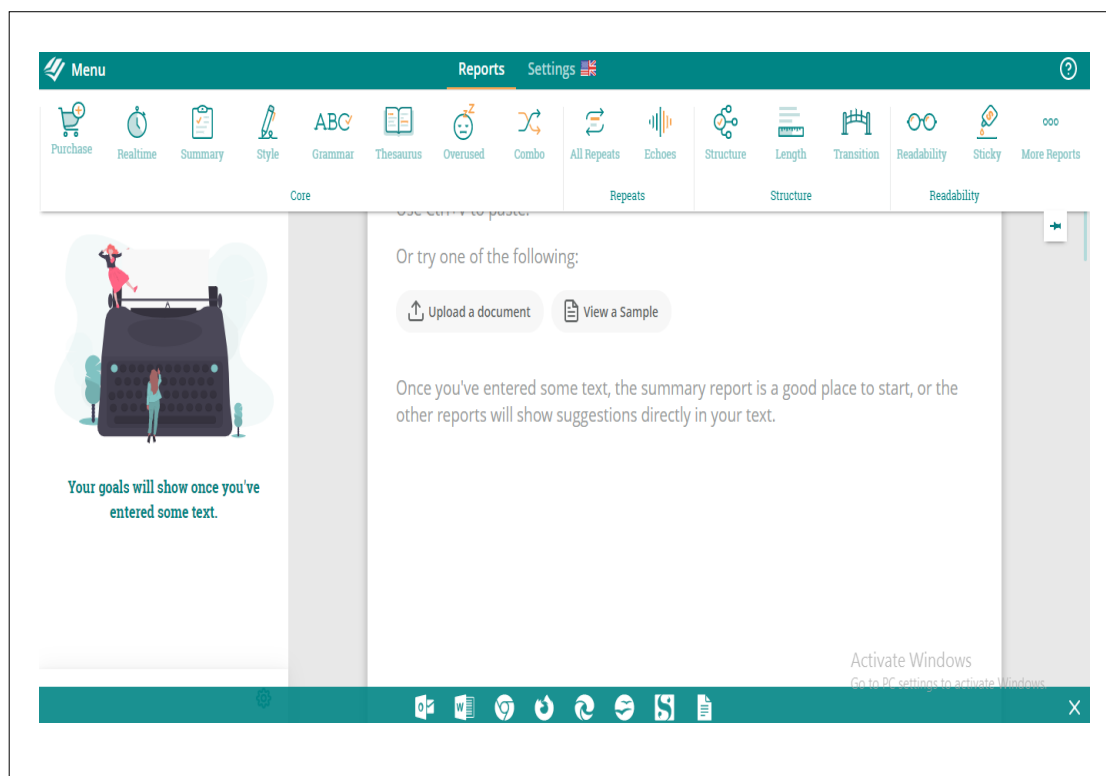 Menu
Reports Settings
Purchase Realtime Summary Style ABC Grammar Thesaurus Overused Combo All Repeats Echoes Structure Length Transition Readability Sticky More Reports
Core Repeats Structure Readability
Use Ctrl+V to paste.
Or try one of the following:
Upload a document View a Sample
Once you've entered some text, the summary report is a good place to start, or the
other reports will show suggestions directly in your text.
Your goals will show once you've
entered some text.
Activate Windows
Go to PC settings to activate Windows.